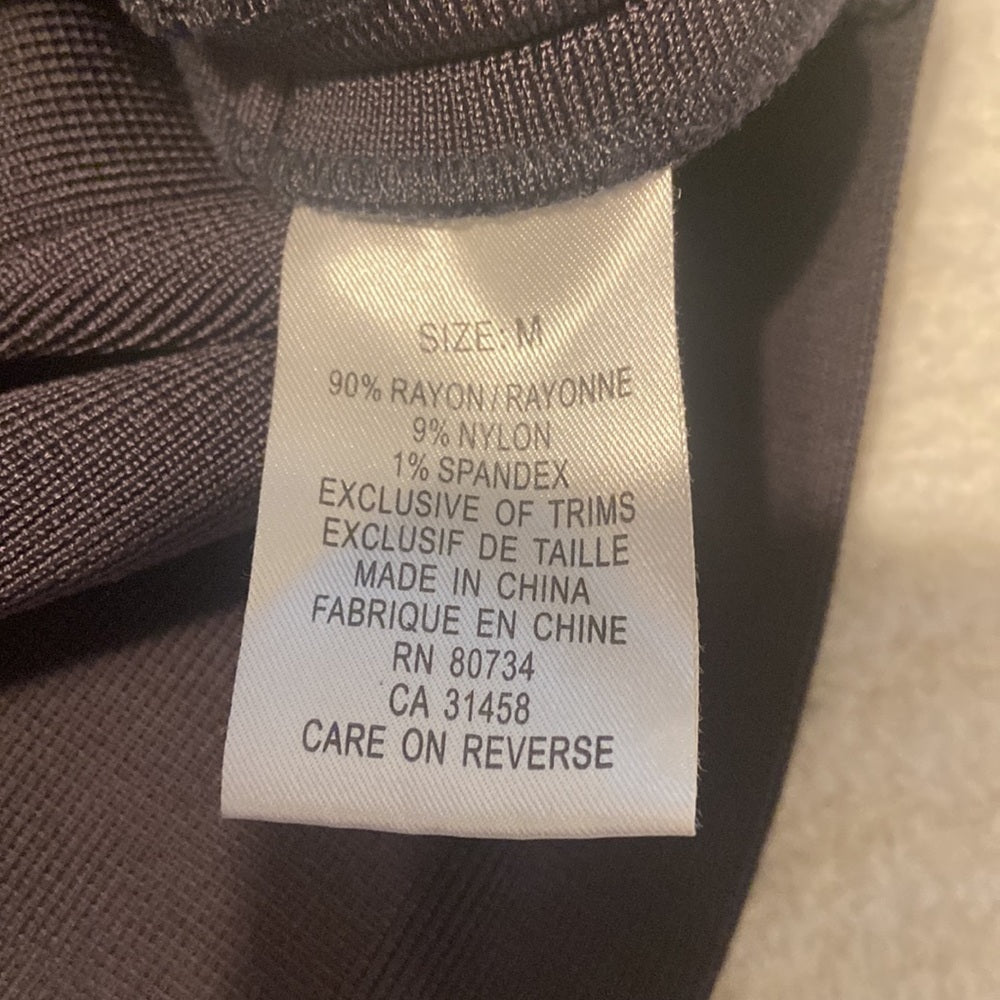 SIZE: M
90% RAYON/RAYONNE
9% NYLON
1% SPANDEX
EXCLUSIVE OF TRIMS
EXCLUSIF DE TAILLE
MADE IN CHINA
FABRIQUE EN CHINE
RN 80734
CA 31458
CARE ON REVERSE